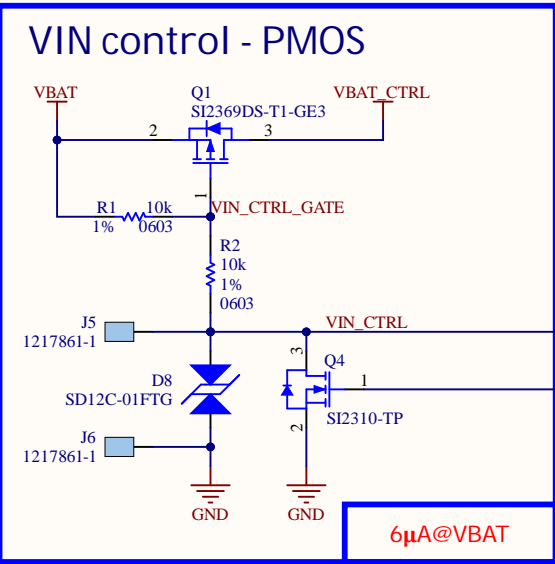 VIN control - PMOS
VBAT
Q1
SI2369DS-T1-GE3
VBAT_CTRL
2
3
1
VIN_CTRL_GATE
R1
10k
1%
0603
R2
10k
1%
0603
J5
1217861-1
VIN_CTRL
D8
SD12C-01FTG
3
Q4
1
SI2310-TP
2
J6
1217861-1
GND
GND
6µA@VBAT